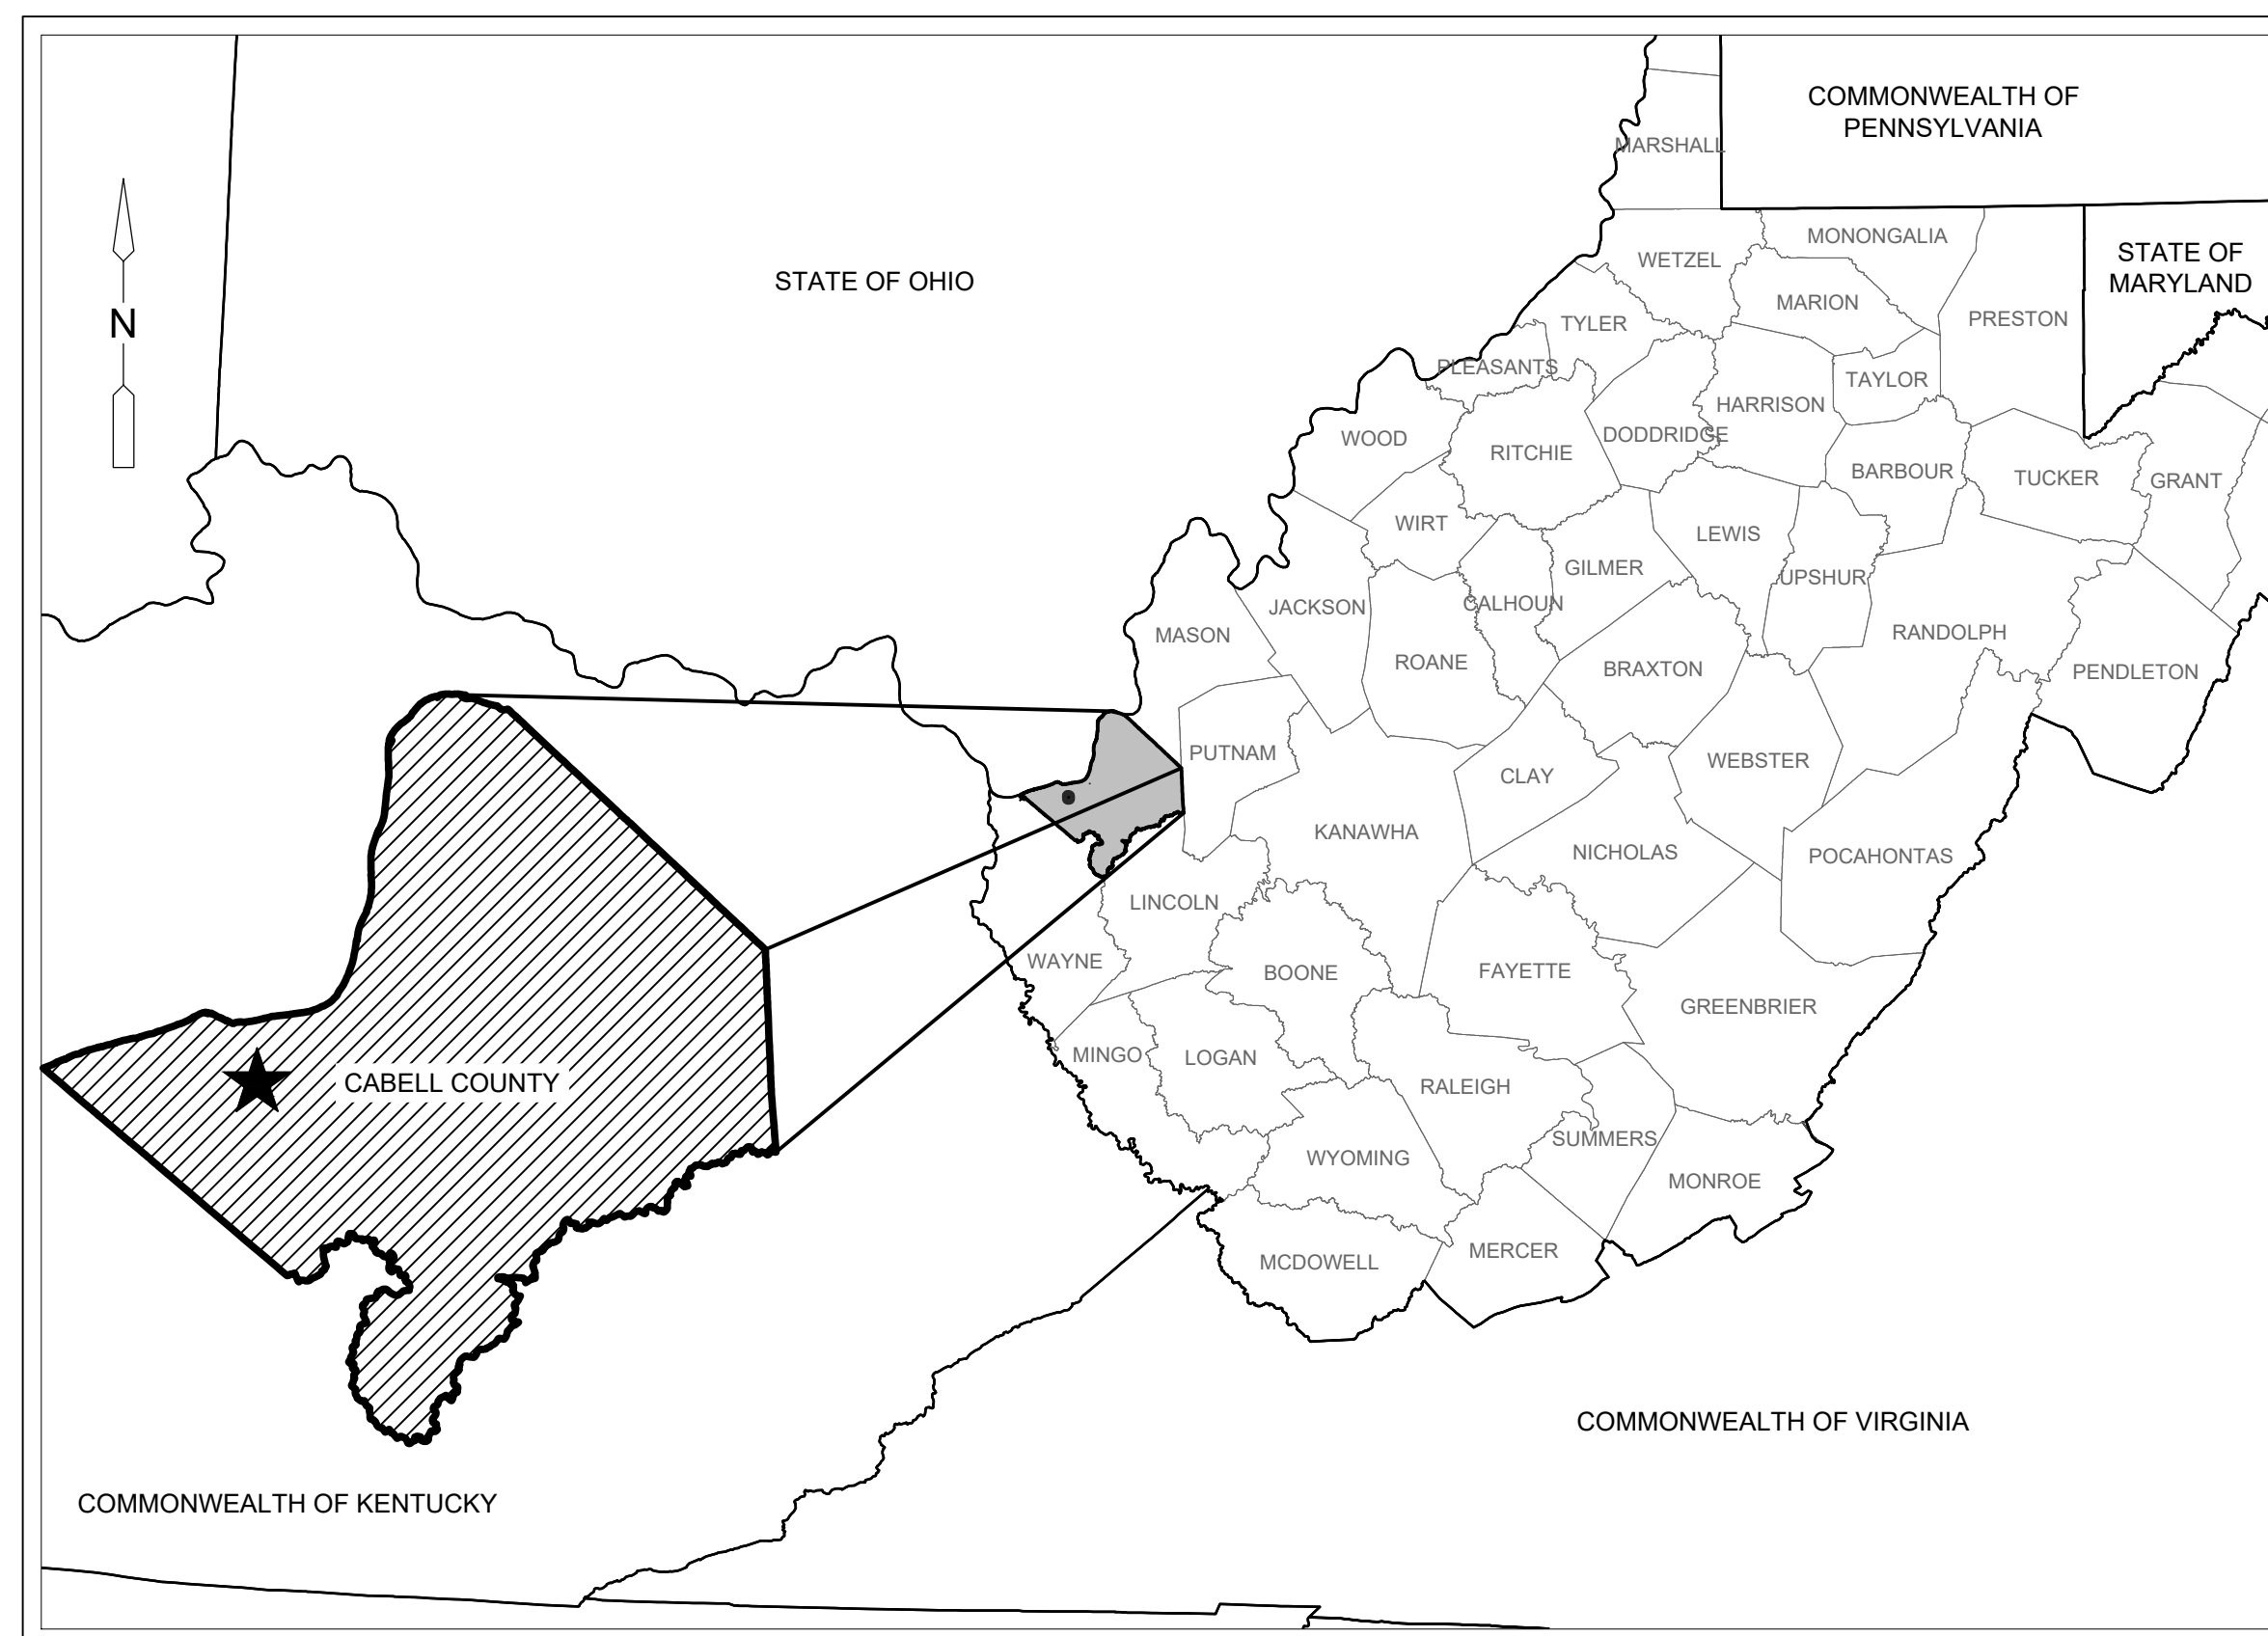 COMMONWEALTH OF
PENNSYLVANIA
MARSHALL
MONONGALIA
STATE OF
MARYLAND
WETZEL
STATE OF OHIO
MARION
PRESTON
N
TYLER
PLEASANTS
TAYLOR
HARRISON
WOOD
DODDRIDGE
RITCHIE
BARBOUR
TUCKER
GRANT
WIRT
LEWIS
GILMER
UPSHUR
CALHOUN
JACKSON
MASON
RANDOLPH
ROANE
BRAXTON
PENDLETON
PUTNAM
WEBSTER
CLAY
KANAWHA
NICHOLAS
POCAHONTAS
LINCOLN
WAYNE
BOONE
FAYETTE
GREENBRIER
MINGO
LOGAN
CABELL COUNTY
RALEIGH
SUMMERS
WYOMING
MONROE
MERCER
MCDOWELL
COMMONWEALTH OF VIRGINIA
COMMONWEALTH OF KENTUCKY